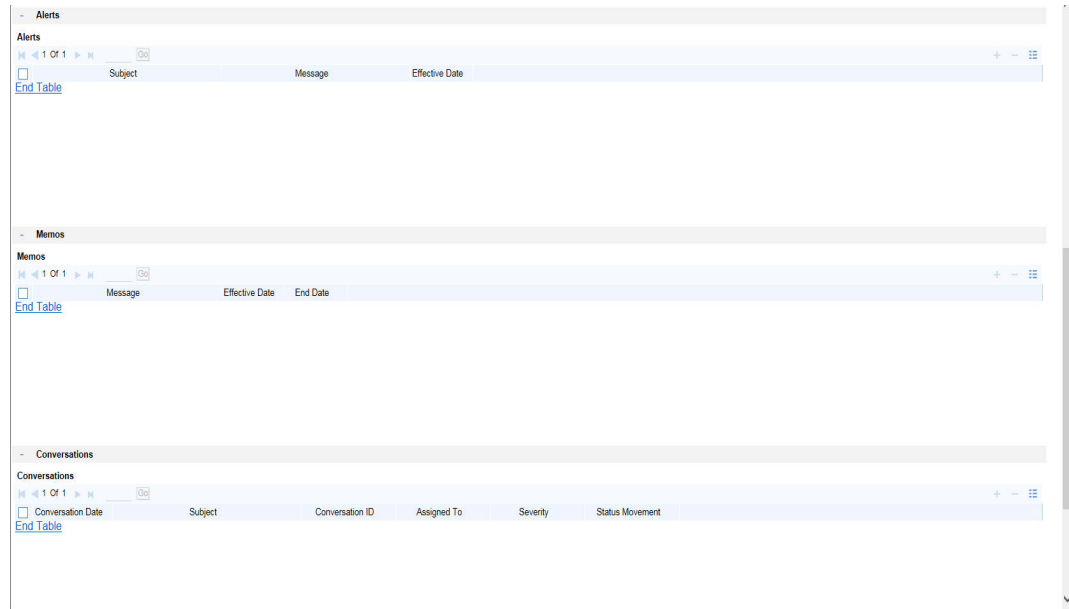 - Alerts
Alerts
1 Of 1 Go
Subject Message Effective Date
End Table
- Memos
Memos
1 Of 1 Go
Message Effective Date End Date
End Table
- Conversations
Conversations
1 Of 1 Go
Conversation Date Subject Conversation ID Assigned To Severity Status Movement
End Table